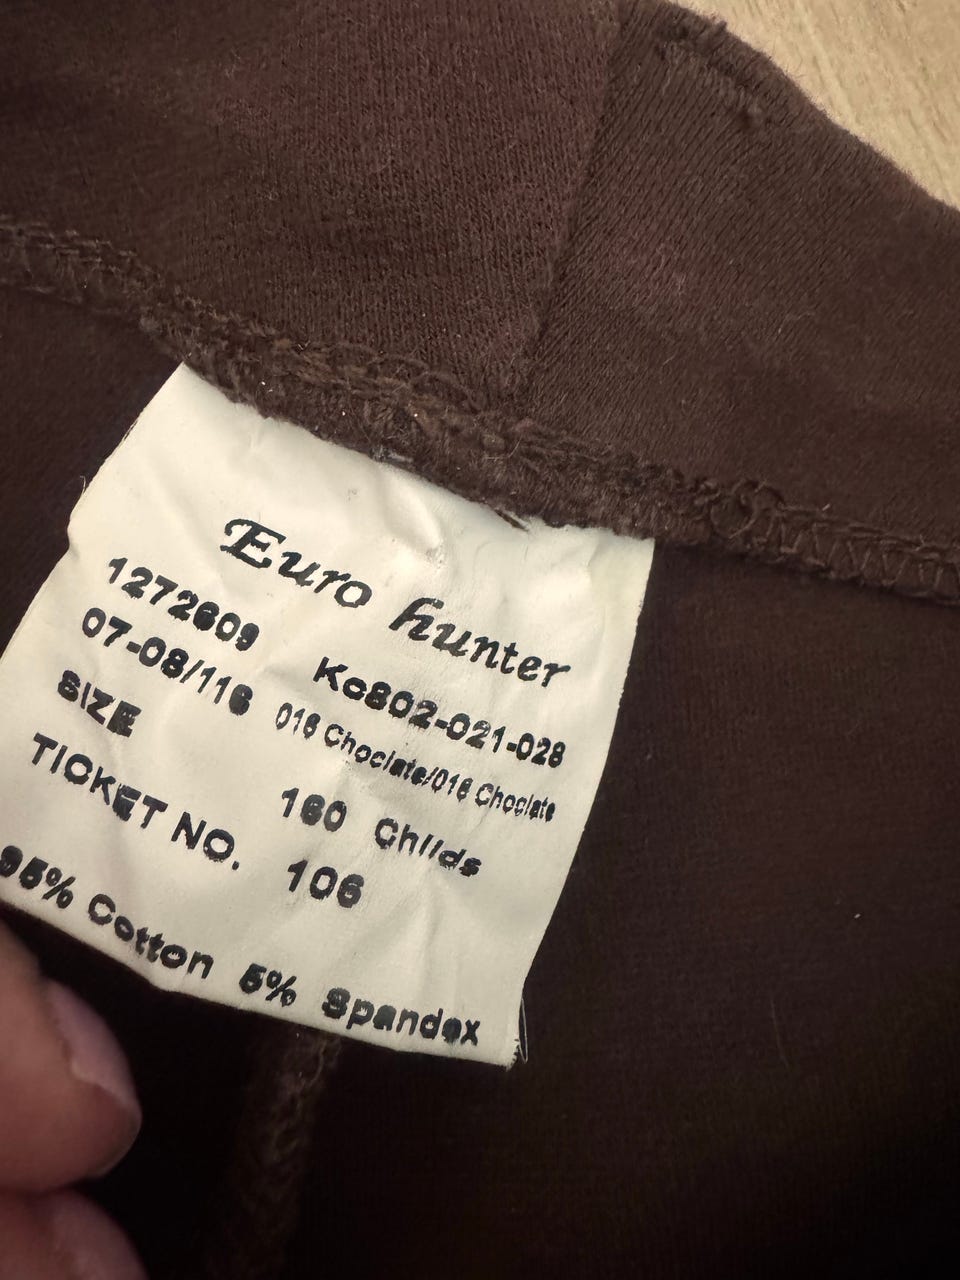 Euro hunter
1272609 Kc802-021-028
07-08/116 016 Choclate/016 Choclate
SIZE 160 Childs
TICKET NO. 106
95% Cotton 5% Spandex